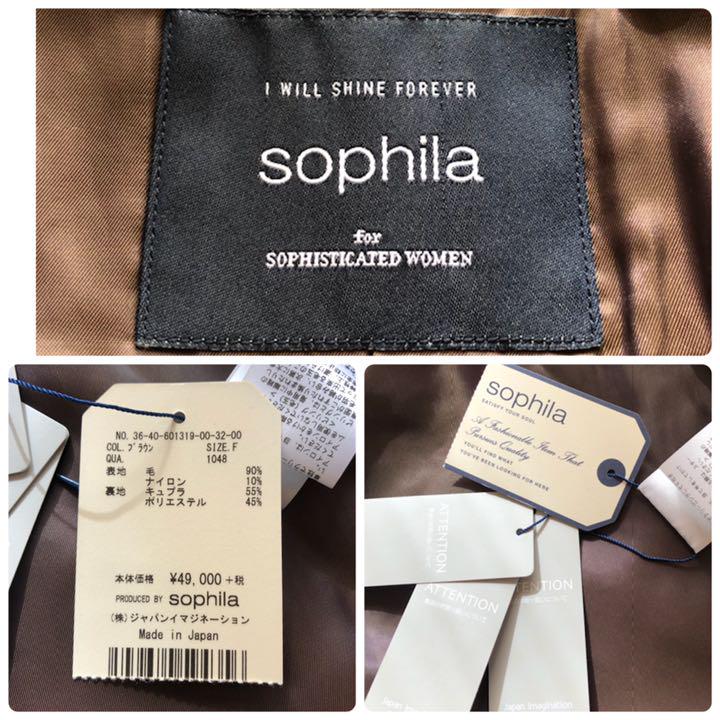 I WILL SHINE FOREVER
sophila
for
SOPHISTICATED WOMEN
NO. 36-40-601319-00-32-00
COL. ブラウン SIZE. F
QUA. 1048
表地 毛 90%
ナイロン 10%
裏地 キュプラ 55%
ポリエステル 45%
本体価格 ¥49,000 +税
PRODUCED BY sophila
(株)ジャパンイマジネーション
Made in Japan
sophila
SATISFY YOUR SOUL
A Fashionable Item That
Pursues Quality
YOU'LL FIND WHAT
YOU'VE BEEN LOOKING FOR HERE
ATTENTION
ATTENTION
ATTENTION
Japan Imagination
Japan Imagination